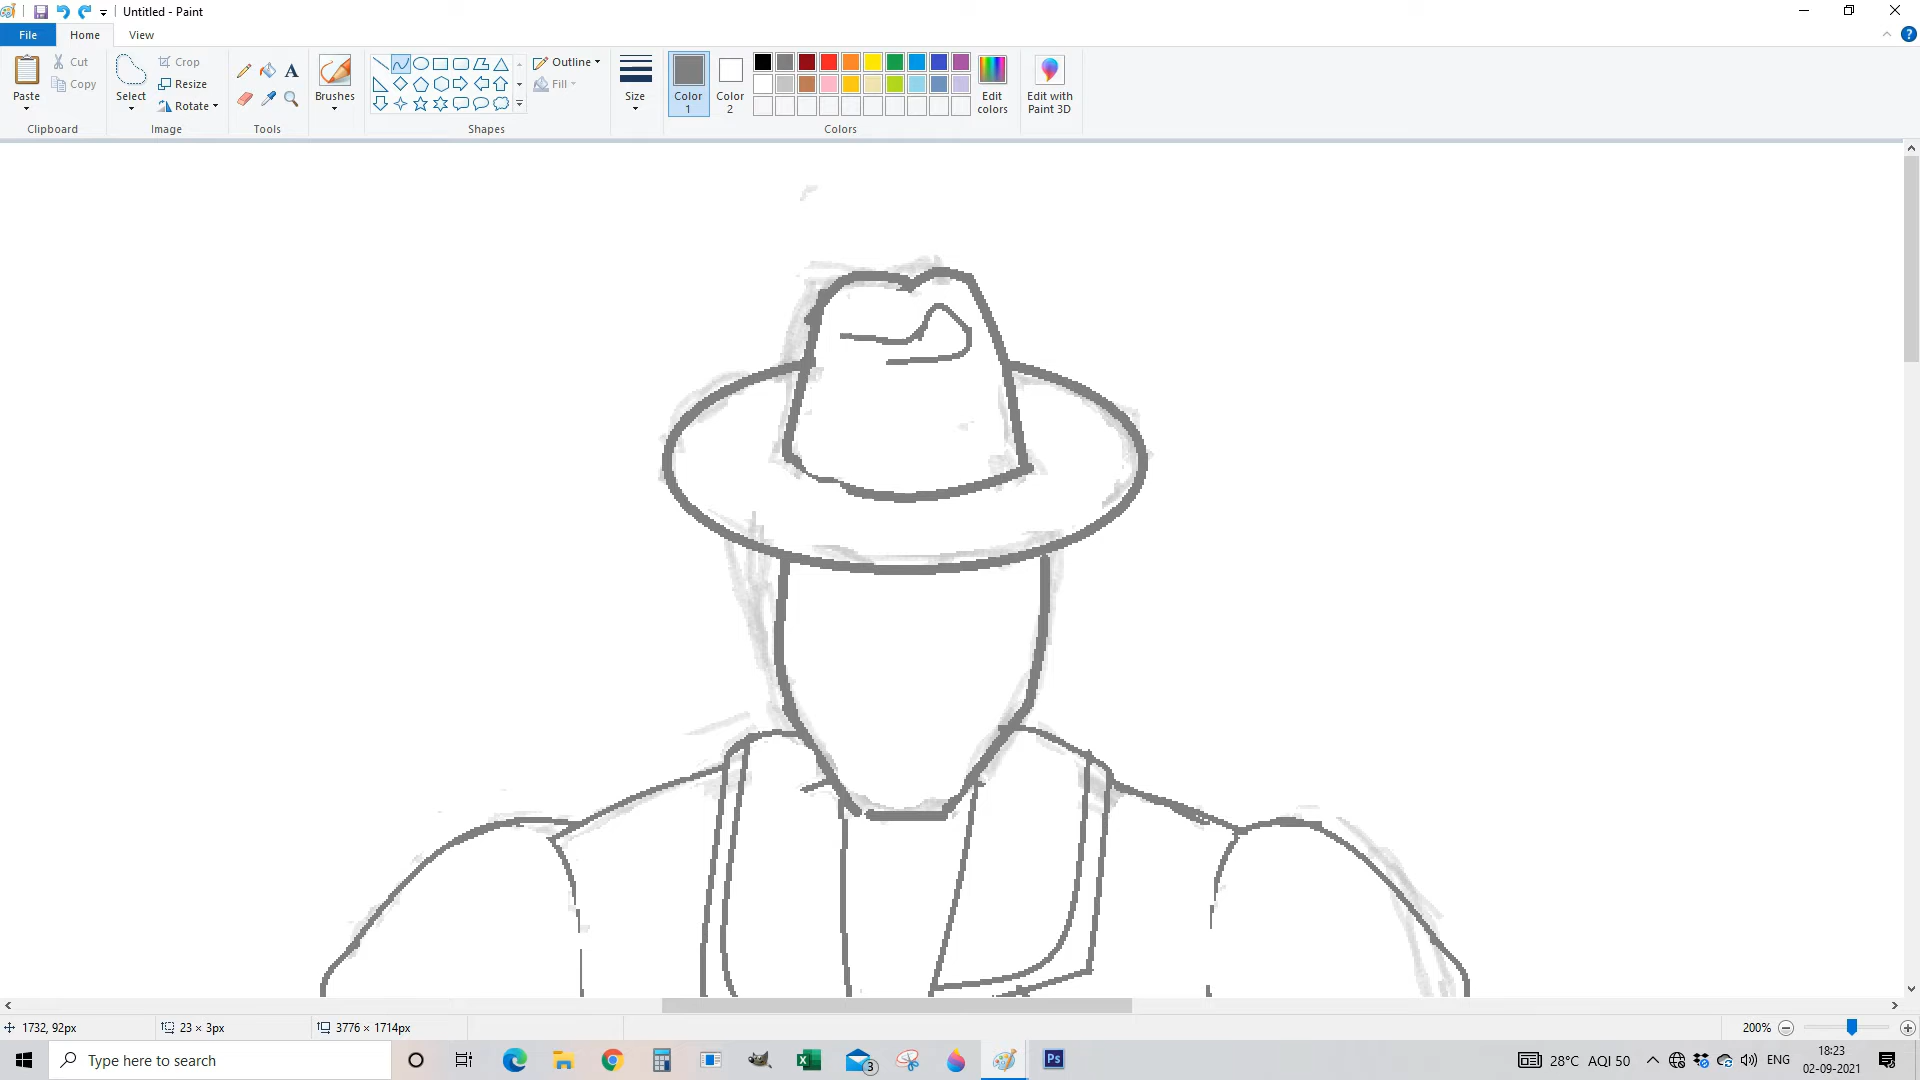 Untitled - Paint
File
Home
View
Paste
Cut
Copy
Clipboard
Select
Crop
Resize
Rotate
Image
A
Tools
Brushes
Outline
Fill
Shapes
Size
Color
1
Color
2
Edit
colors
Colors
Edit with
Paint 3D
?
1732, 92px
23 × 3px
3776 × 1714px
200%
Type here to search
3
Ps
28°C AQI 50
ENG
18:23
02-09-2021